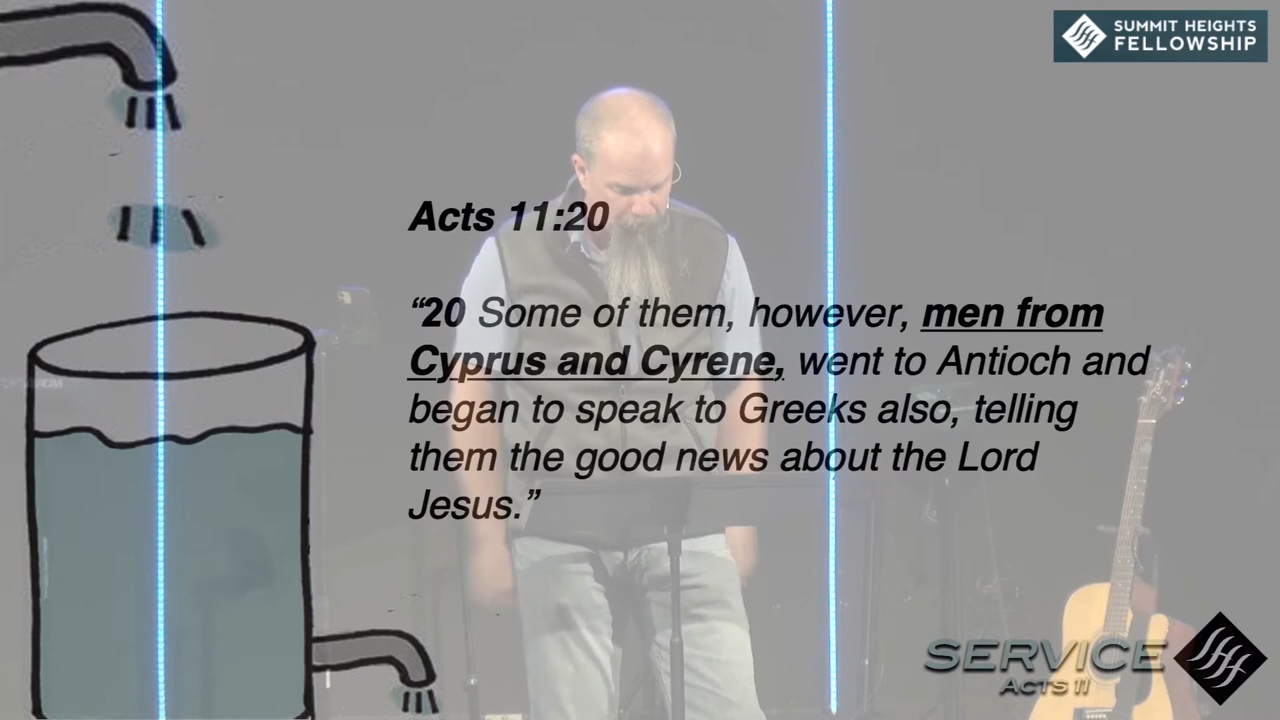 SUMMIT HEIGHTS
FELLOWSHIP
Acts 11:20
“20 Some of them, however, men from
Cyprus and Cyrene, went to Antioch and
began to speak to Greeks also, telling
them the good news about the Lord
Jesus.”
SERVICE
ACTS 11